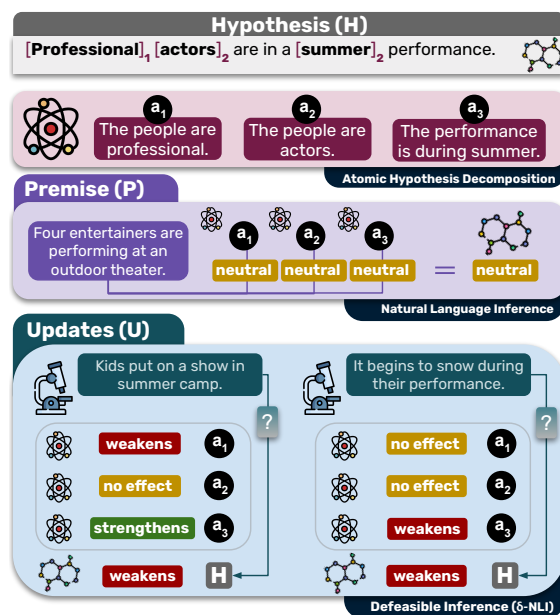 Hypothesis (H)
[Professional]1 [actors]2 are in a [summer]2 performance.
a1 a2 a3
The people are professional.
The people are actors.
The performance is during summer.
Atomic Hypothesis Decomposition
Premise (P)
Four entertainers are
performing at an
outdoor theater.
a1 a2 a3
neutral neutral neutral = neutral
Natural Language Inference
Updates (U)
Kids put on a show in
summer camp.
?
weakens a1
no effect a2
strengthens a3
weakens H
It begins to snow during
their performance.
?
no effect a1
no effect a2
weakens a3
weakens H
Defeasible Inference (δ-NLI)